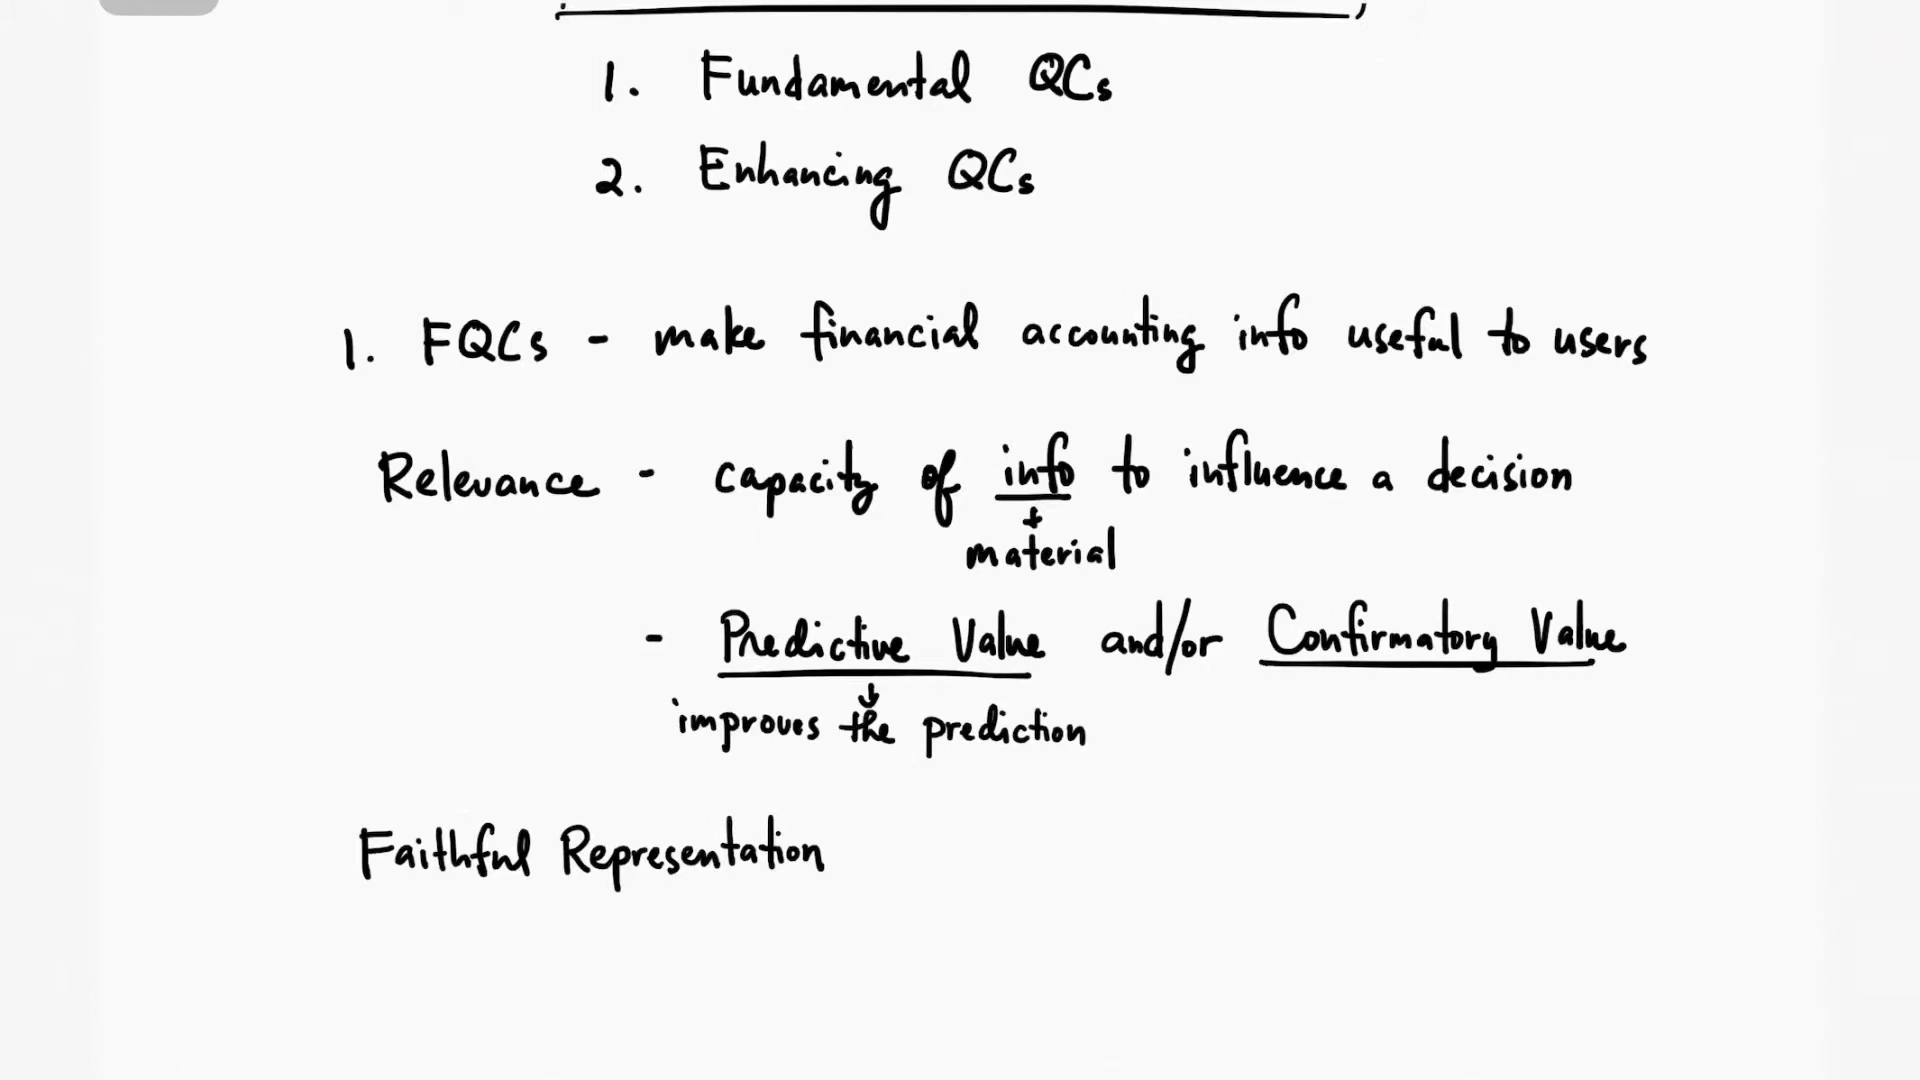 1. Fundamental QCs
2. Enhancing QCs
1. FQCs - make financial accounting info useful to users
Relevance - capacity of info to influence a decision
material
- Predictive Value and/or Confirmatory Value
improves the prediction
Faithful Representation